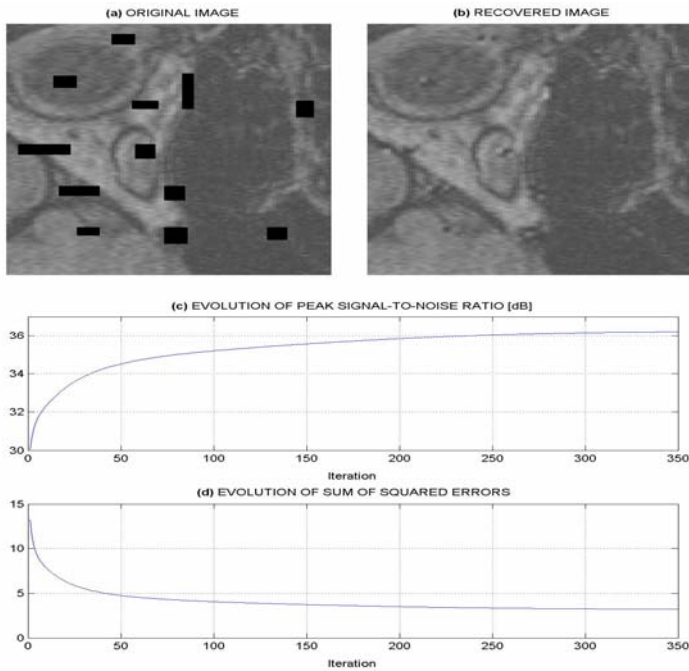 (a) ORIGINAL IMAGE
(b) RECOVERED IMAGE
(c) EVOLUTION OF PEAK SIGNAL-TO-NOISE RATIO [dB]
36
34
32
30
0 50 100 150 200 250 300 350
Iteration
(d) EVOLUTION OF SUM OF SQUARED ERRORS
15
10
5
0
0 50 100 150 200 250 300 350
Iteration